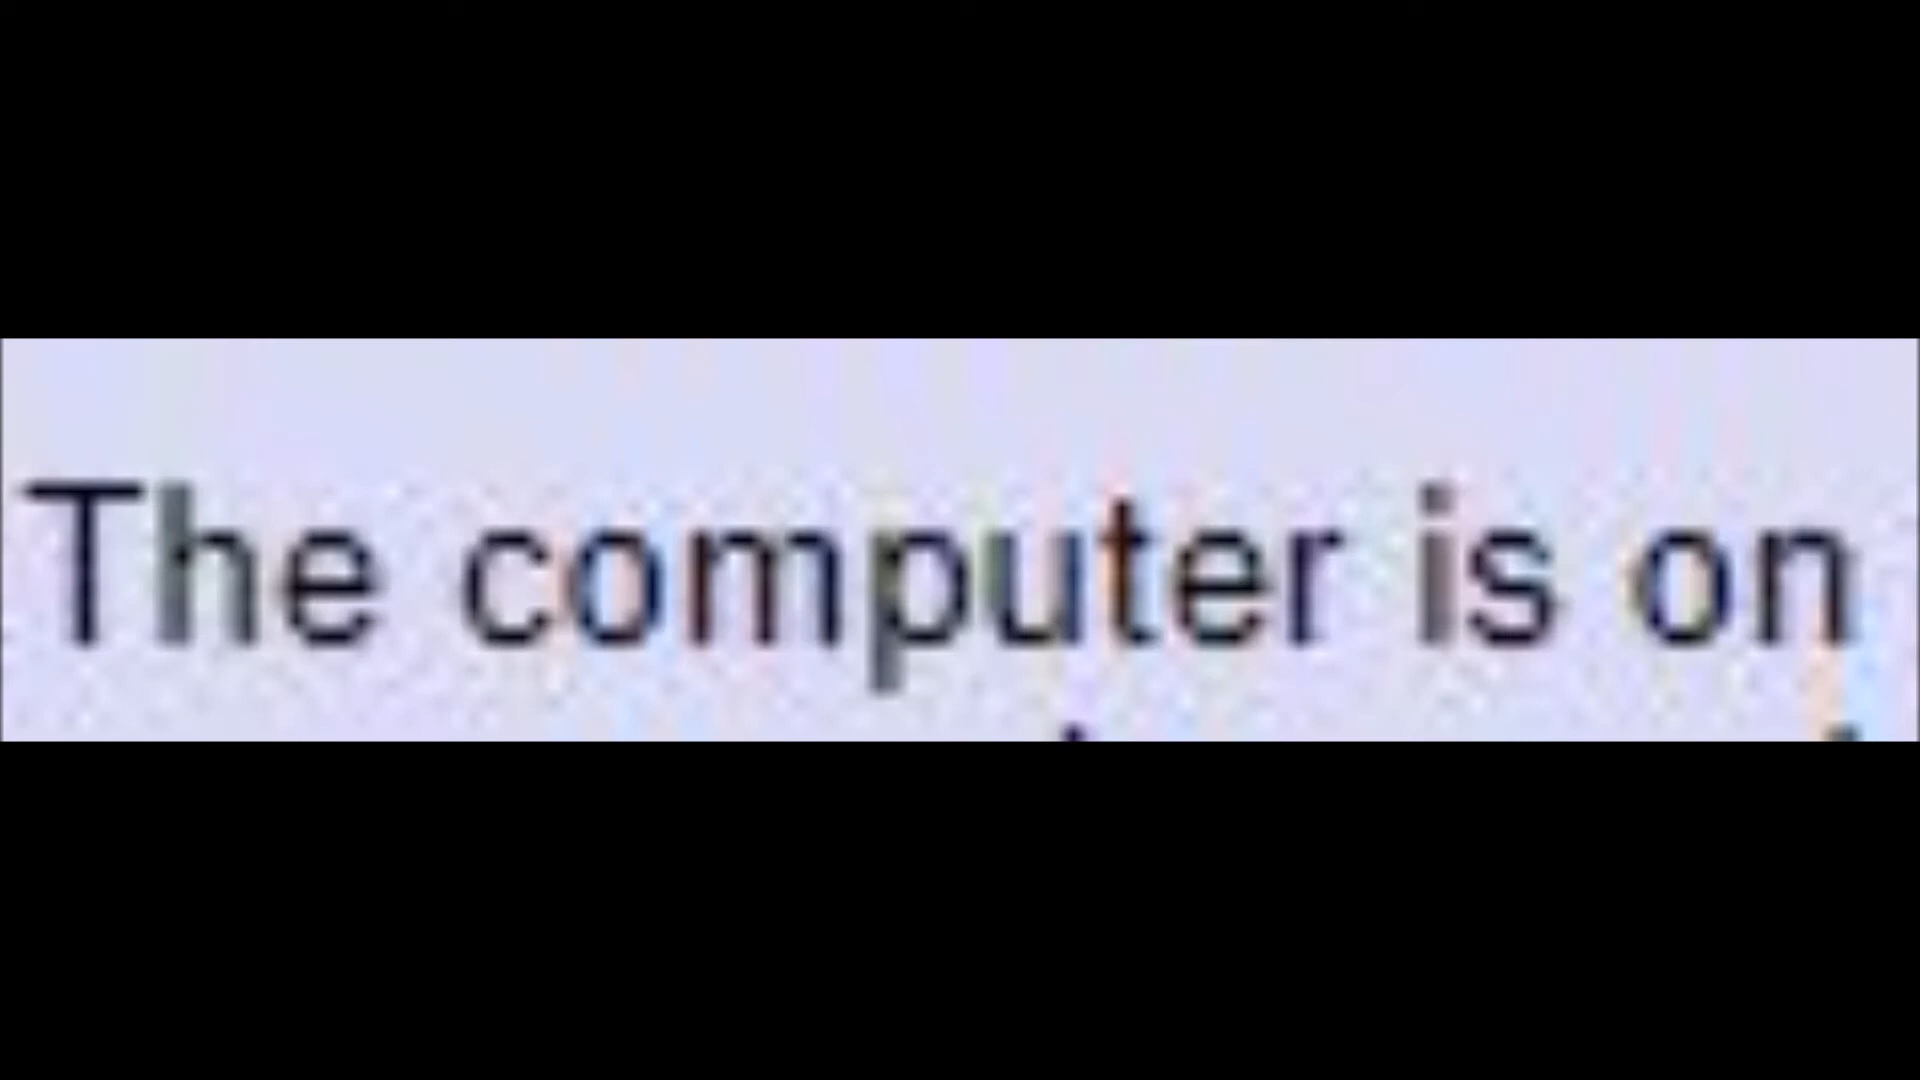 The computer is on